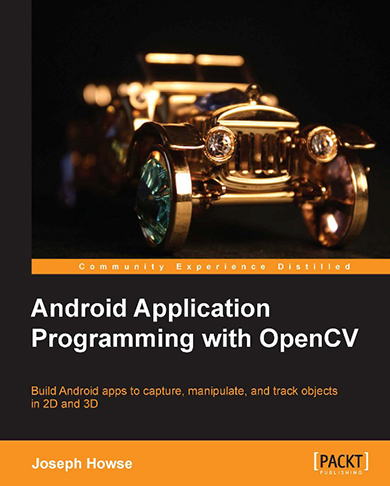 Community Experience Distilled
Android Application
Programming with OpenCV
Build Android apps to capture, manipulate, and track objects
in 2D and 3D
Joseph Howse
[PACKT]
PUBLISHING